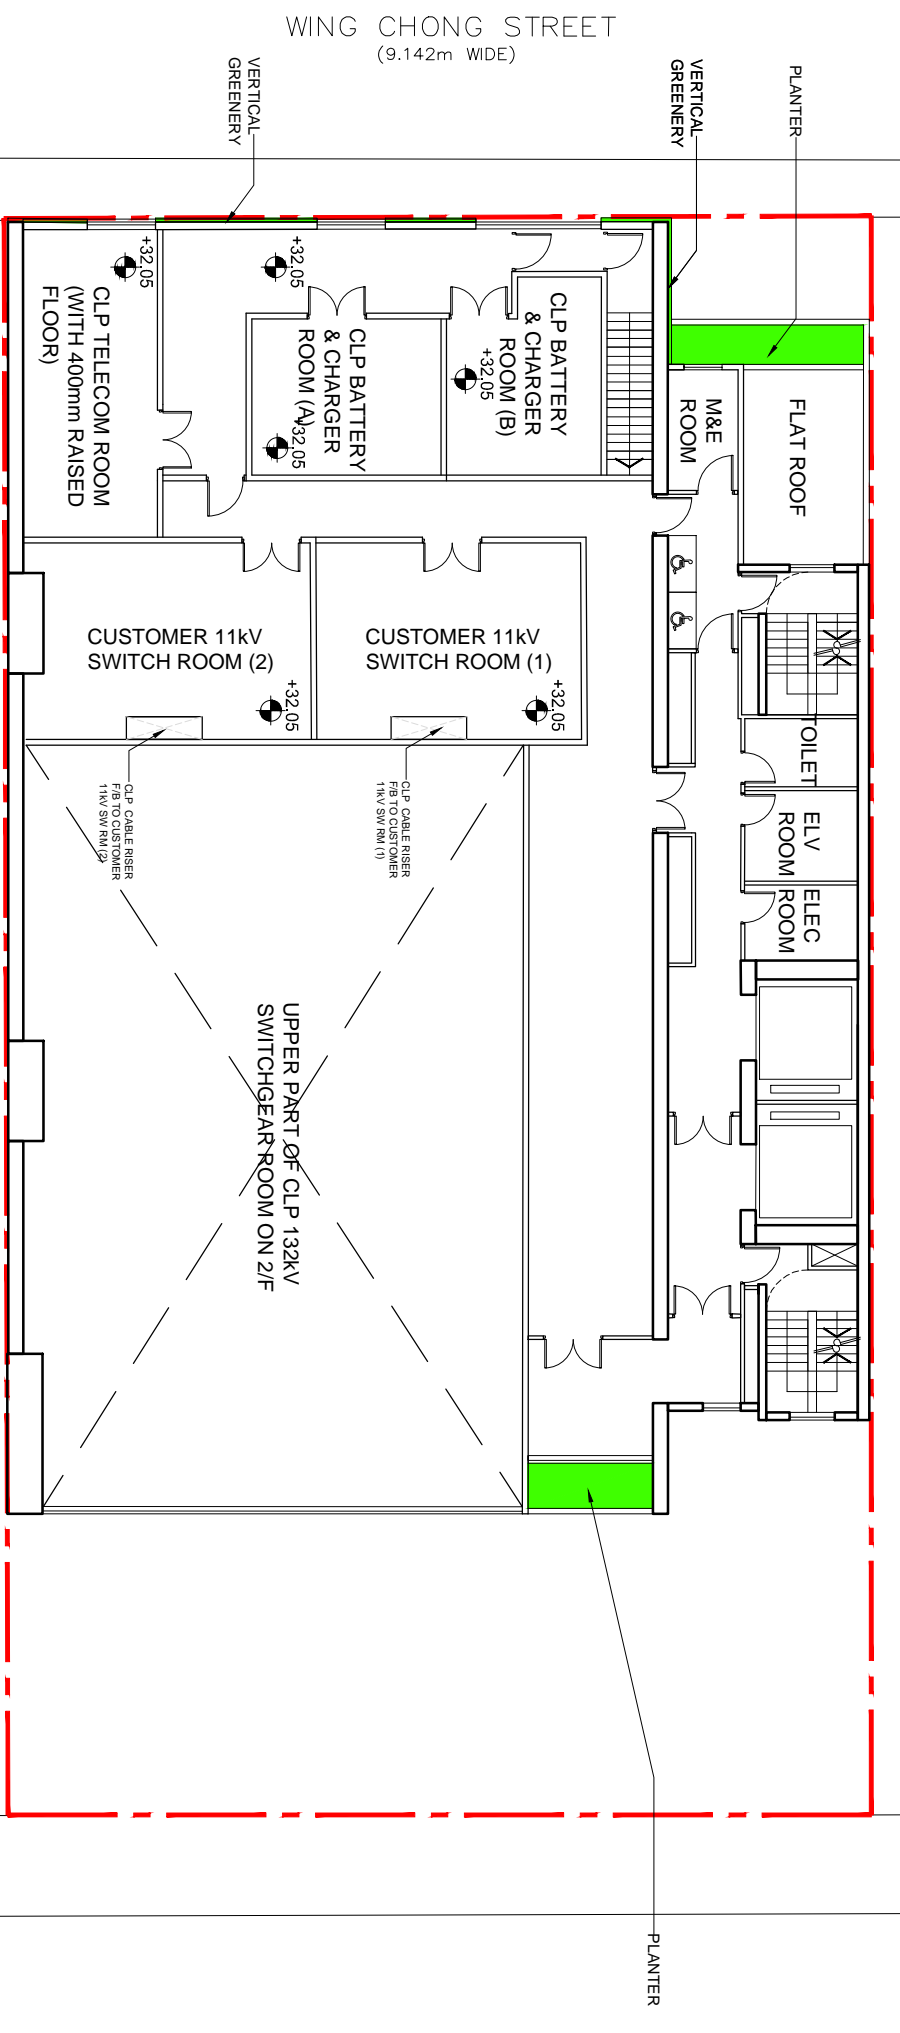 WING CHONG STREET
(9.142m WIDE)
VERTICAL
GREENERY
VERTICAL
GREENERY
PLANTER
+32.05
+32.05
CLP TELECOM ROOM
(WITH 400mm RAISED
FLOOR)
CLP BATTERY
& CHARGER
ROOM (A)
+32.05
CLP BATTERY
& CHARGER
ROOM (B)
+32.05
M&E
ROOM
FLAT ROOF
CUSTOMER 11kV
SWITCH ROOM (2)
+32.05
CUSTOMER 11kV
SWITCH ROOM (1)
+32.05
CLP CABLE RISER
F/B TO CUSTOMER
11kV SW RM (2)
CLP CABLE RISER
F/B TO CUSTOMER
11kV SW RM (1)
TOILET
ELV
ROOM
ELEC
ROOM
UPPER PART OF CLP 132kV
SWITCHGEAR ROOM ON 2/F
PLANTER